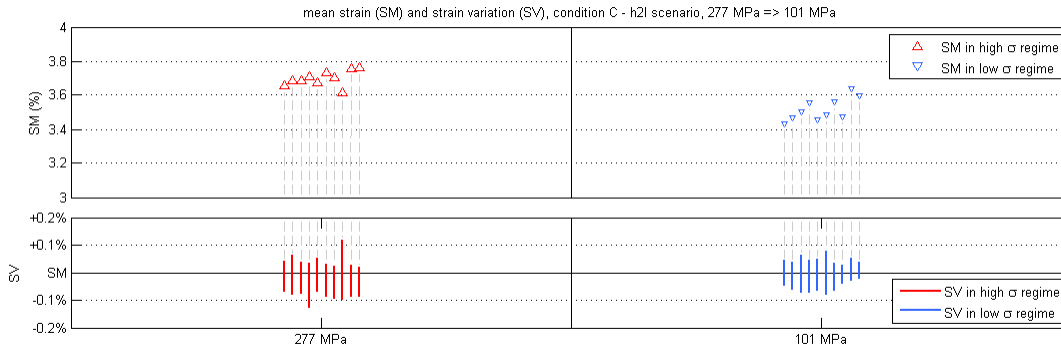 mean strain (SM) and strain variation (SV), condition C - h2l scenario, 277 MPa => 101 MPa
4
3.8
3.6
3.4
3.2
3
SM (%)
SM in high σ regime
SM in low σ regime
+0.2%
+0.1%
SM
-0.1%
-0.2%
SV
SV in high σ regime
SV in low σ regime
277 MPa
101 MPa